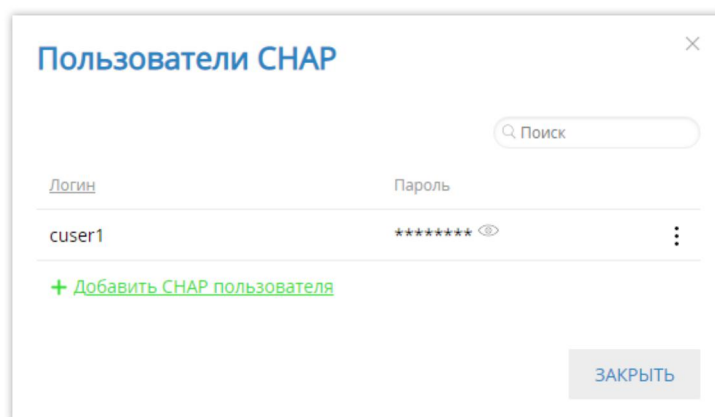 Пользователи CHAP
Поиск
Логин Пароль
cuser1 ********
+ Добавить CHAP пользователя
ЗАКРЫТЬ